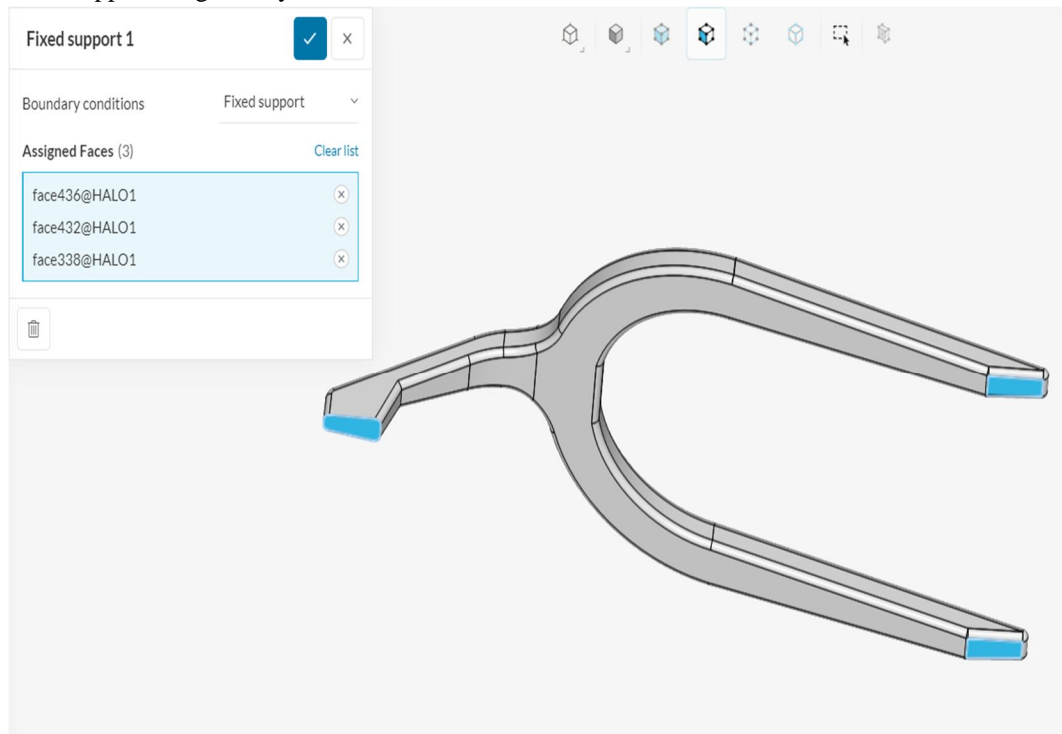 Fixed support 1
Boundary conditions Fixed support
Assigned Faces (3) Clear list
face436@HALO1
face432@HALO1
face338@HALO1